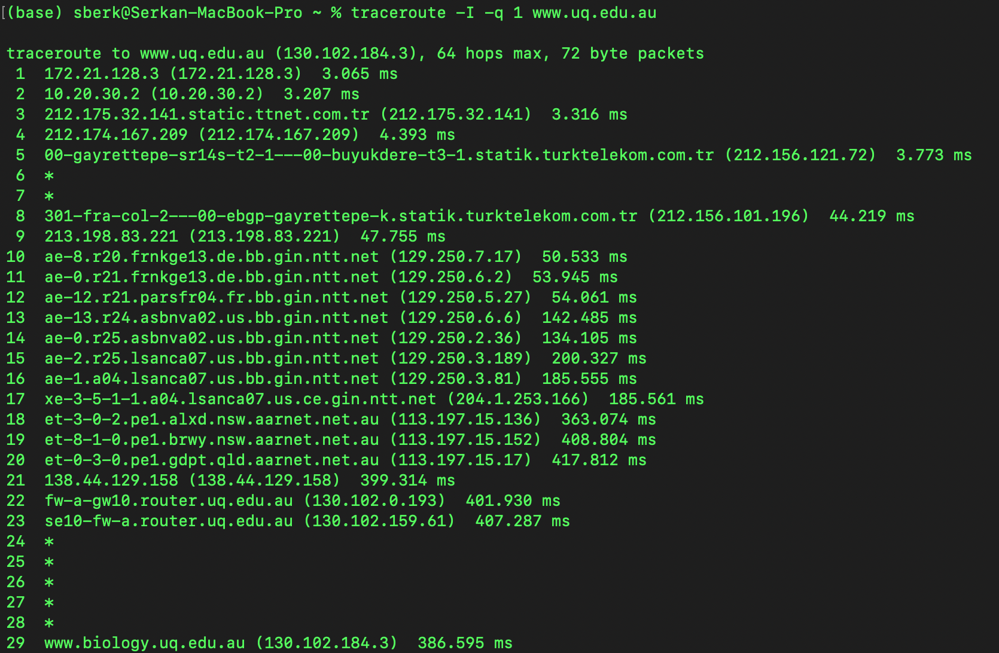 [(base) sberk@Serkan-MacBook-Pro ~ % traceroute -I -q 1 www.uq.edu.au
traceroute to www.uq.edu.au (130.102.184.3), 64 hops max, 72 byte packets
1 172.21.128.3 (172.21.128.3) 3.065 ms
2 10.20.30.2 (10.20.30.2) 3.207 ms
3 212.175.32.141.static.ttnet.com.tr (212.175.32.141) 3.316 ms
4 212.174.167.209 (212.174.167.209) 4.393 ms
5 00-gayrettepe-sr14s-t2-1---00-buyukdere-t3-1.statik.turktelekom.com.tr (212.156.121.72) 3.773 ms
6 *
7 *
8 301-fra-col-2---00-ebgp-gayrettepe-k.statik.turktelekom.com.tr (212.156.101.196) 44.219 ms
9 213.198.83.221 (213.198.83.221) 47.755 ms
10 ae-8.r20.frnkge13.de.bb.gin.ntt.net (129.250.7.17) 50.533 ms
11 ae-0.r21.frnkge13.de.bb.gin.ntt.net (129.250.6.2) 53.945 ms
12 ae-12.r21.parsfr04.fr.bb.gin.ntt.net (129.250.5.27) 54.061 ms
13 ae-13.r24.asbnva02.us.bb.gin.ntt.net (129.250.6.6) 142.485 ms
14 ae-0.r25.asbnva02.us.bb.gin.ntt.net (129.250.2.36) 134.105 ms
15 ae-2.r25.lsanca07.us.bb.gin.ntt.net (129.250.3.189) 200.327 ms
16 ae-1.a04.lsanca07.us.bb.gin.ntt.net (129.250.3.81) 185.555 ms
17 xe-3-5-1-1.a04.lsanca07.us.ce.gin.ntt.net (204.1.253.166) 185.561 ms
18 et-3-0-2.pe1.alxd.nsw.aarnet.net.au (113.197.15.136) 363.074 ms
19 et-8-1-0.pe1.brwy.nsw.aarnet.net.au (113.197.15.152) 408.804 ms
20 et-0-3-0.pe1.gdpt.qld.aarnet.net.au (113.197.15.17) 417.812 ms
21 138.44.129.158 (138.44.129.158) 399.314 ms
22 fw-a-gw10.router.uq.edu.au (130.102.0.193) 401.930 ms
23 se10-fw-a.router.uq.edu.au (130.102.159.61) 407.287 ms
24 *
25 *
26 *
27 *
28 *
29 www.biology.uq.edu.au (130.102.184.3) 386.595 ms